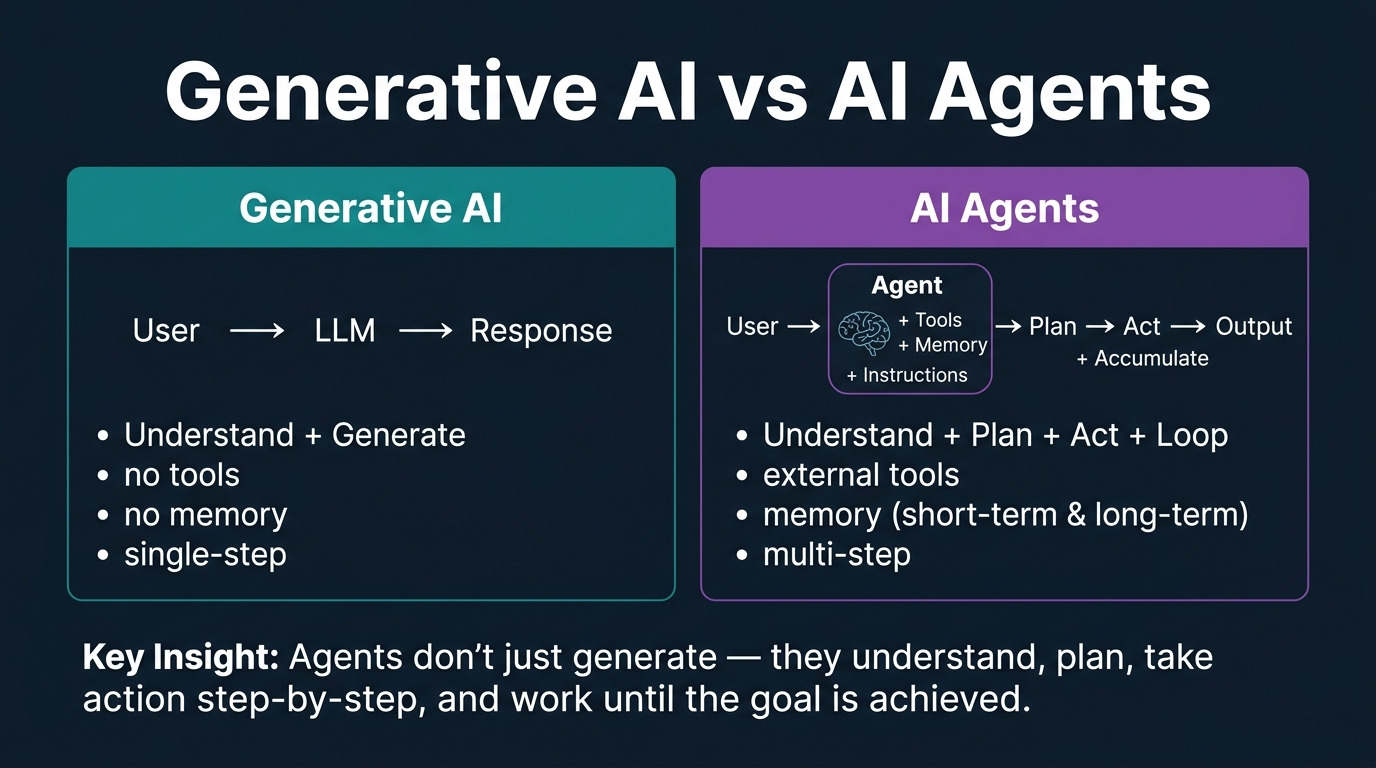 Generative AI vs AI Agents
Generative AI
User → LLM → Response
• Understand + Generate
• no tools
• no memory
• single-step
AI Agents
Agent
+ Tools
+ Memory
+ Instructions
User → → Plan → Act → Output
+ Accumulate
• Understand + Plan + Act + Loop
• external tools
• memory (short-term & long-term)
• multi-step
Key Insight: Agents don’t just generate — they understand, plan, take
action step-by-step, and work until the goal is achieved.